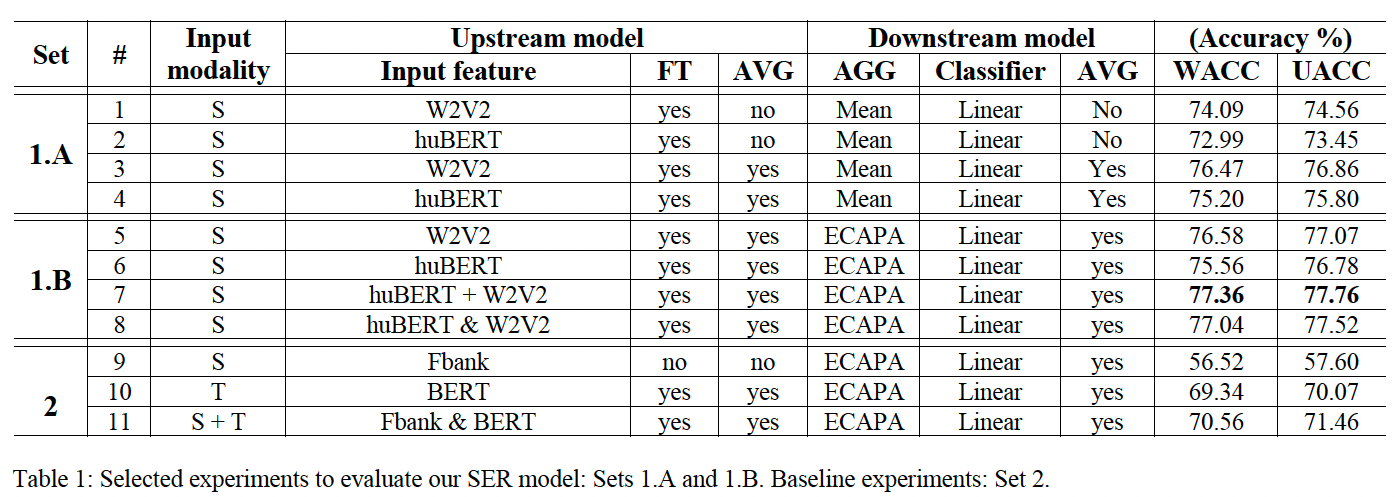 Set # Input modality Upstream model Downstream model (Accuracy %)
Input feature FT AVG AGG Classifier AVG WACC UACC
1.A 1 S W2V2 yes no Mean Linear No 74.09 74.56
2 S huBERT yes no Mean Linear No 72.99 73.45
3 S W2V2 yes yes Mean Linear Yes 76.47 76.86
4 S huBERT yes yes Mean Linear Yes 75.20 75.80
1.B 5 S W2V2 yes yes ECAPA Linear yes 76.58 77.07
6 S huBERT yes yes ECAPA Linear yes 75.56 76.78
7 S huBERT + W2V2 yes yes ECAPA Linear yes 77.36 77.76
8 S huBERT & W2V2 yes yes ECAPA Linear yes 77.04 77.52
2 9 S Fbank no no ECAPA Linear yes 56.52 57.60
10 T BERT yes yes ECAPA Linear yes 69.34 70.07
11 S + T Fbank & BERT yes yes ECAPA Linear yes 70.56 71.46
Table 1: Selected experiments to evaluate our SER model: Sets 1.A and 1.B. Baseline experiments: Set 2.